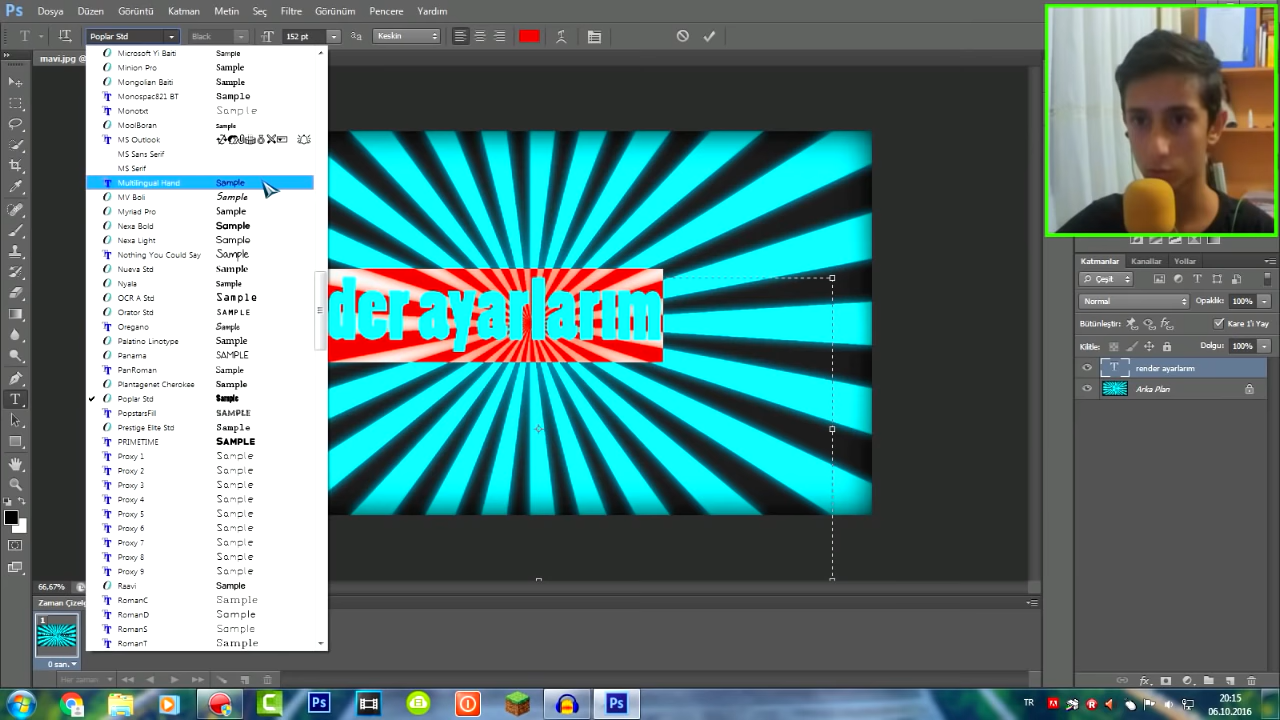 Ps Dosya Düzen Görüntü Katman Metin Seç Filtre Görünüm Pencere Yardım
T Poplar Std Black 152 pt aa Keskin
mavi.jpg @
Microsoft Yi Baiti Sample
Minion Pro Sample
Mongolian Baiti Sample
Monospac821 BT Sample
Monotxt Sample
MoolBoran Sample
MS Outlook
MS Sans Serif
MS Serif
Multilingual Hand Sample
MV Boli Sample
Myriad Pro Sample
Nexa Bold Sample
Nexa Light Sample
Nothing You Could Say Sample
Nueva Std Sample
Nyala Sample
OCR A Std Sample
Orator Std SAMPLE
Oregano Sample
Palatino Linotype Sample
Panama SAMPLE
PanRoman Sample
Plantagenet Cherokee Sample
Poplar Std Sample
PopstarsFill SAMPLE
Prestige Elite Std Sample
PRIMETIME SAMPLE
Proxy 1 Sample
Proxy 2 Sample
Proxy 3 Sample
Proxy 4 Sample
Proxy 5 Sample
Proxy 6 Sample
Proxy 7 Sample
Proxy 8 Sample
Proxy 9 Sample
Raavi Sample
RomanC Sample
RomanD Sample
RomanS Sample
RomanT Sample
der ayarlarım
Katmanlar Kanallar Yollar
Çeşit
Normal Opaklık: 100%
Bütünleştir: Kare 1'i Yay
Kilitle: Dolgu: 100%
T render ayarlarım
Arka Plan
66.67%
Zaman Çizelg
1
0 san.
Her zaman
Ps Ps
TR 20:15
06.10.2016